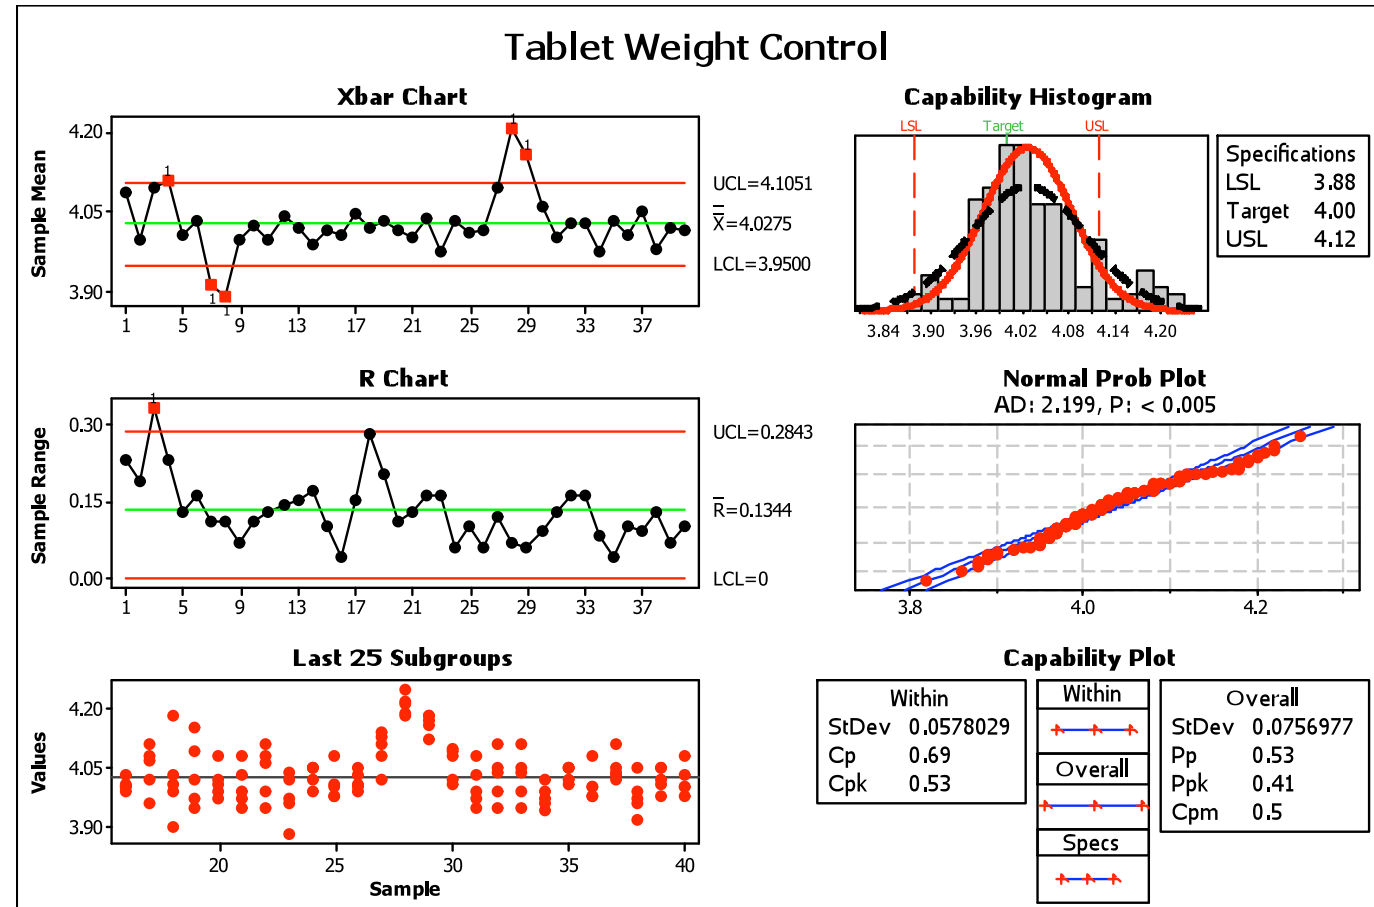 Tablet Weight Control
Xbar Chart
Sample Mean
4.20
4.05
3.90
1
1
1
1
1
UCL=4.1051
X=4.0275
LCL=3.9500
1 5 9 13 17 21 25 29 33 37
R Chart
Sample Range
0.30
0.15
0.00
1
UCL=0.2843
R=0.1344
LCL=0
1 5 9 13 17 21 25 29 33 37
Last 25 Subgroups
Values
4.20
4.05
3.90
20 25 30 35 40
Sample
Capability Histogram
LSL Target USL
3.84 3.90 3.96 4.02 4.08 4.14 4.20
Specifications
LSL 3.88
Target 4.00
USL 4.12
Normal Prob Plot
AD: 2.199, P: < 0.005
3.8 4.0 4.2
Capability Plot
Within
StDev 0.0578029
Cp 0.69
Cpk 0.53
Within
Overall
Specs
Overall
StDev 0.0756977
Pp 0.53
Ppk 0.41
Cpm 0.5